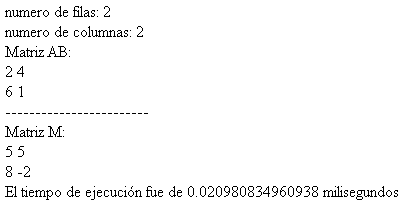 numero de filas: 2
numero de columnas: 2
Matriz AB:
2 4
6 1
------------------------
Matriz M:
5 5
8 -2
El tiempo de ejecución fue de 0.020980834960938 milisegundos